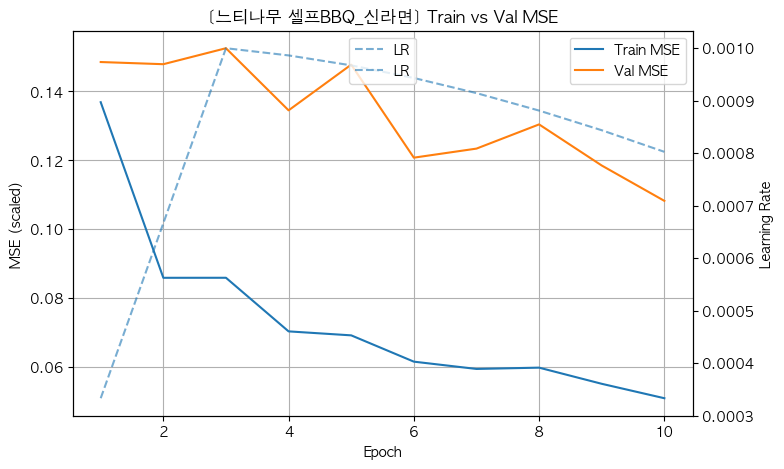 [느티나무 셀프BBQ_신라면] Train vs Val MSE
LR
LR
Train MSE
Val MSE
MSE (scaled)
0.14
0.12
0.10
0.08
0.06
0.0010
0.0009
0.0008
0.0007
0.0006
0.0005
0.0004
0.0003
Learning Rate
2 4 6 8 10
Epoch